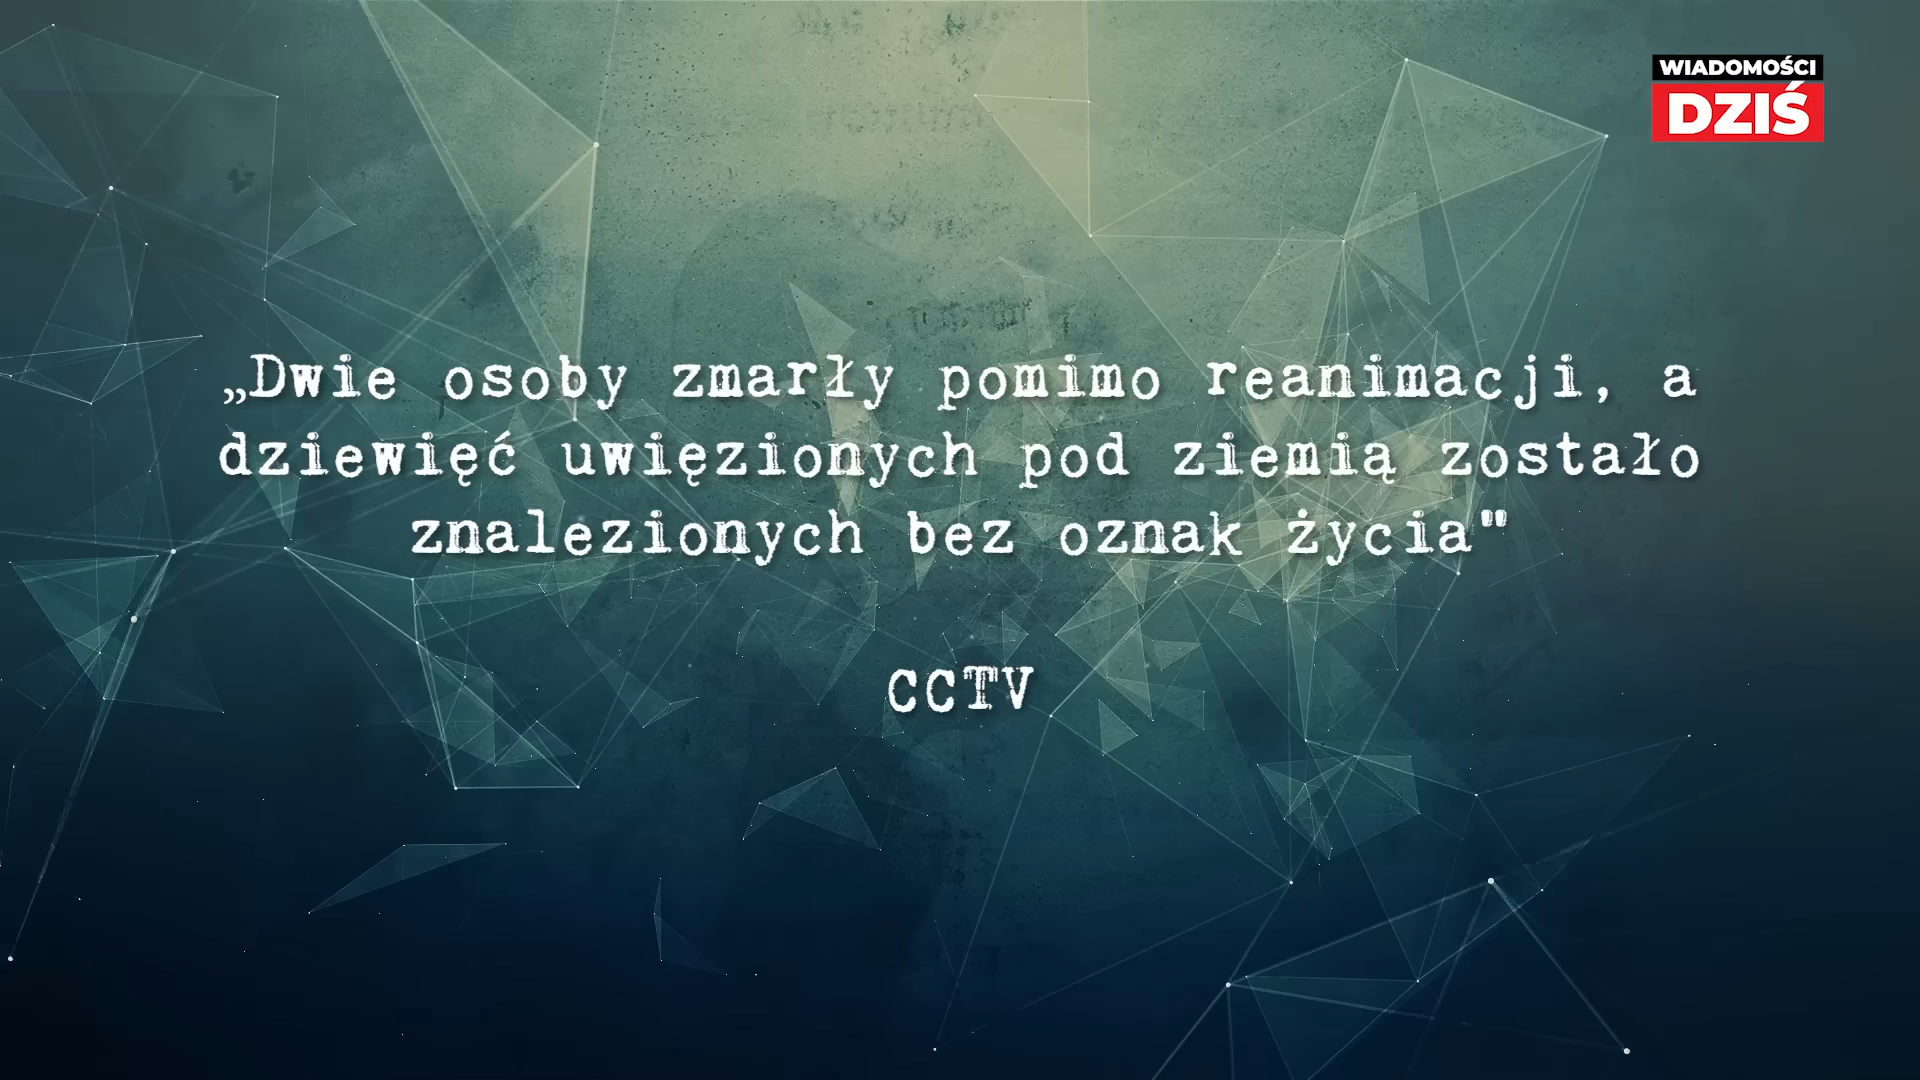 WIADOMOŚCI
DZIŚ
„Dwie osoby zmarły pomimo reanimacji, a
dziewięć uwięzionych pod ziemią zostało
znalezionych bez oznak życia"
CCTV